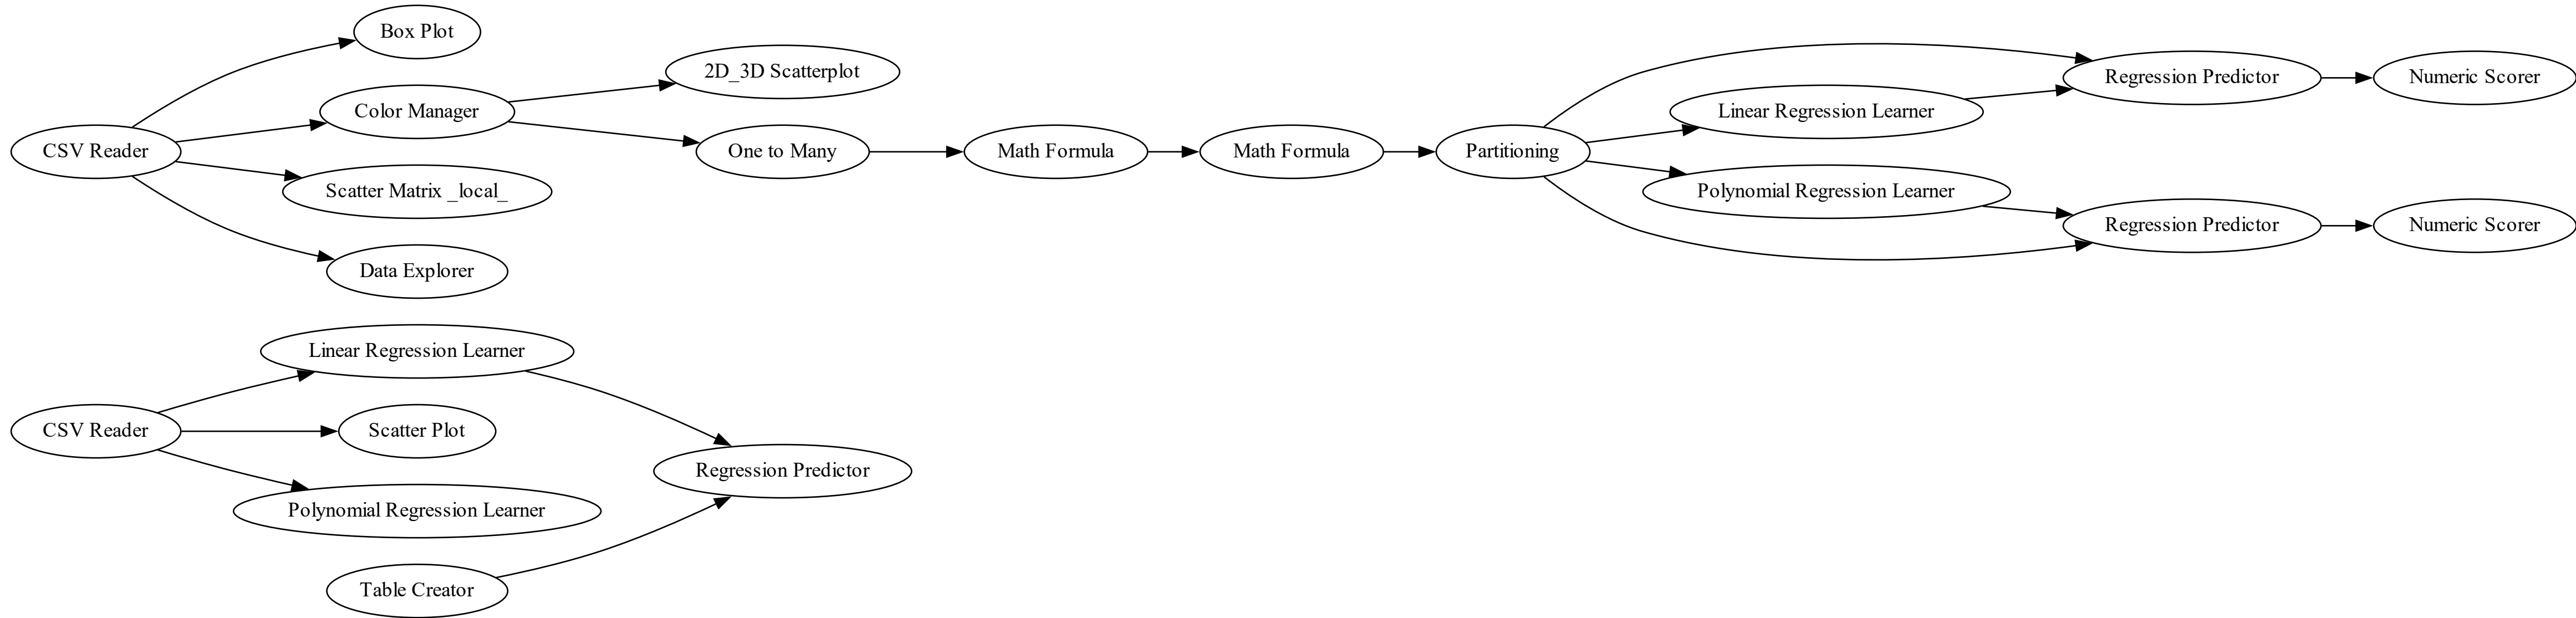 Box Plot
2D_3D Scatterplot
Regression Predictor
Numeric Scorer
Color Manager
Linear Regression Learner
CSV Reader
One to Many
Math Formula
Math Formula
Partitioning
Scatter Matrix _local_
Polynomial Regression Learner
Regression Predictor
Numeric Scorer
Data Explorer
Linear Regression Learner
CSV Reader
Scatter Plot
Regression Predictor
Polynomial Regression Learner
Table Creator